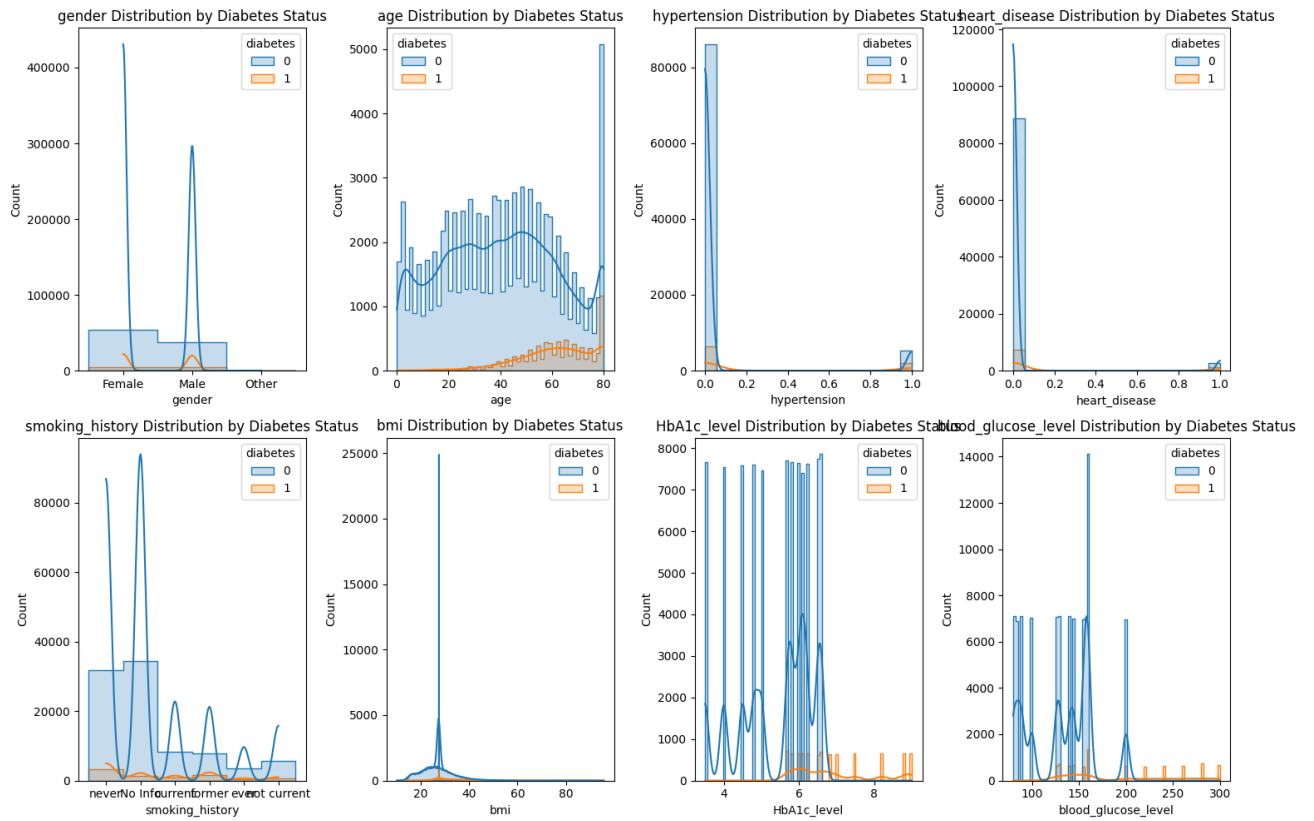 gender Distribution by Diabetes Status
Count
400000
300000
200000
100000
0
diabetes
0
1
Female Male Other
gender
age Distribution by Diabetes Status
Count
5000
4000
3000
2000
1000
0
diabetes
0
1
0 20 40 60 80
age
hypertension Distribution by Diabetes Status
Count
80000
60000
40000
20000
0
diabetes
0
1
0.0 0.2 0.4 0.6 0.8 1.0
hypertension
heart_disease Distribution by Diabetes Status
Count
120000
100000
80000
60000
40000
20000
0
diabetes
0
1
0.0 0.2 0.4 0.6 0.8 1.0
heart_disease
smoking_history Distribution by Diabetes Status
Count
80000
60000
40000
20000
0
diabetes
0
1
never No Info current former ever not current
smoking_history
bmi Distribution by Diabetes Status
Count
25000
20000
15000
10000
5000
0
diabetes
0
1
20 40 60 80
bmi
HbA1c_level Distribution by Diabetes Status
Count
8000
7000
6000
5000
4000
3000
2000
1000
0
diabetes
0
1
4 6 8
HbA1c_level
blood_glucose_level Distribution by Diabetes Status
Count
14000
12000
10000
8000
6000
4000
2000
0
diabetes
0
1
100 150 200 250 300
blood_glucose_level